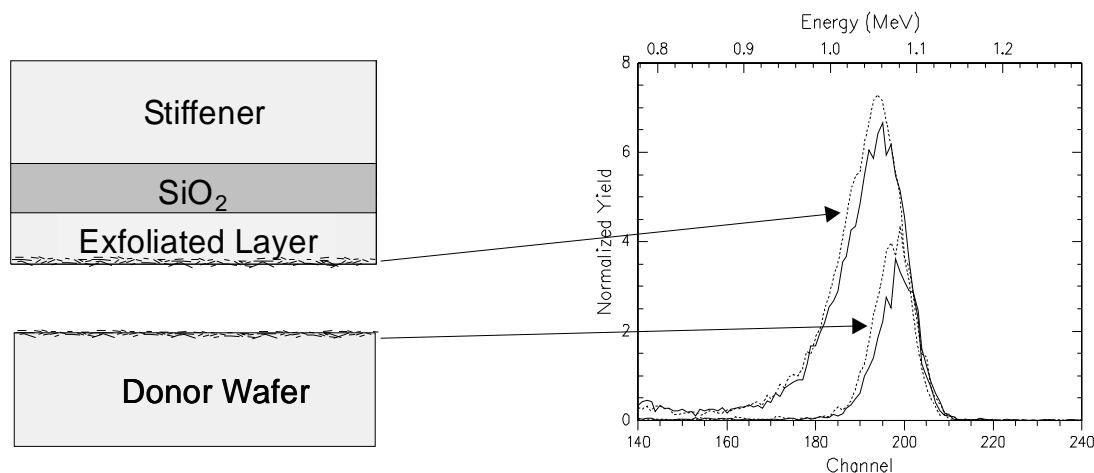 Stiffener
SiO₂
Exfoliated Layer
Donor Wafer
Energy (MeV)
0.8 0.9 1.0 1.1 1.2
8
6
4
2
0
Normalized Yield
140 160 180 200 220 240
Channel